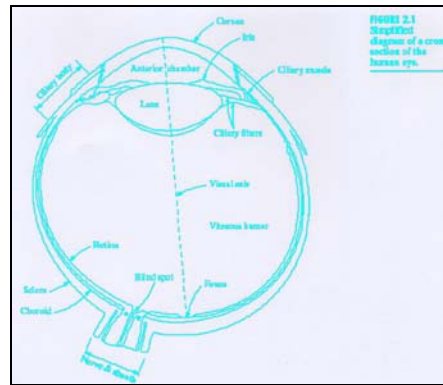 Cornea
FIGURE 2.1
Simplified
diagram of a cross
section of the
human eye.
Iris
Anterior chamber
Ciliary muscle
Ciliary body
Lens
Ciliary fibers
Visual axis
Vitreous humor
Retina
Blind spot
Fovea
Sclera
Choroid
Nerve & sheath